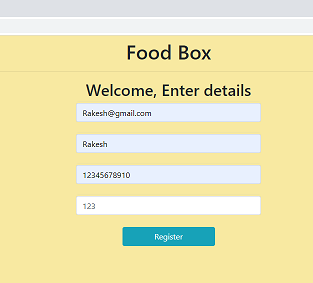 Food Box
Welcome, Enter details
Rakesh@gmail.com
Rakesh
12345678910
123
Register